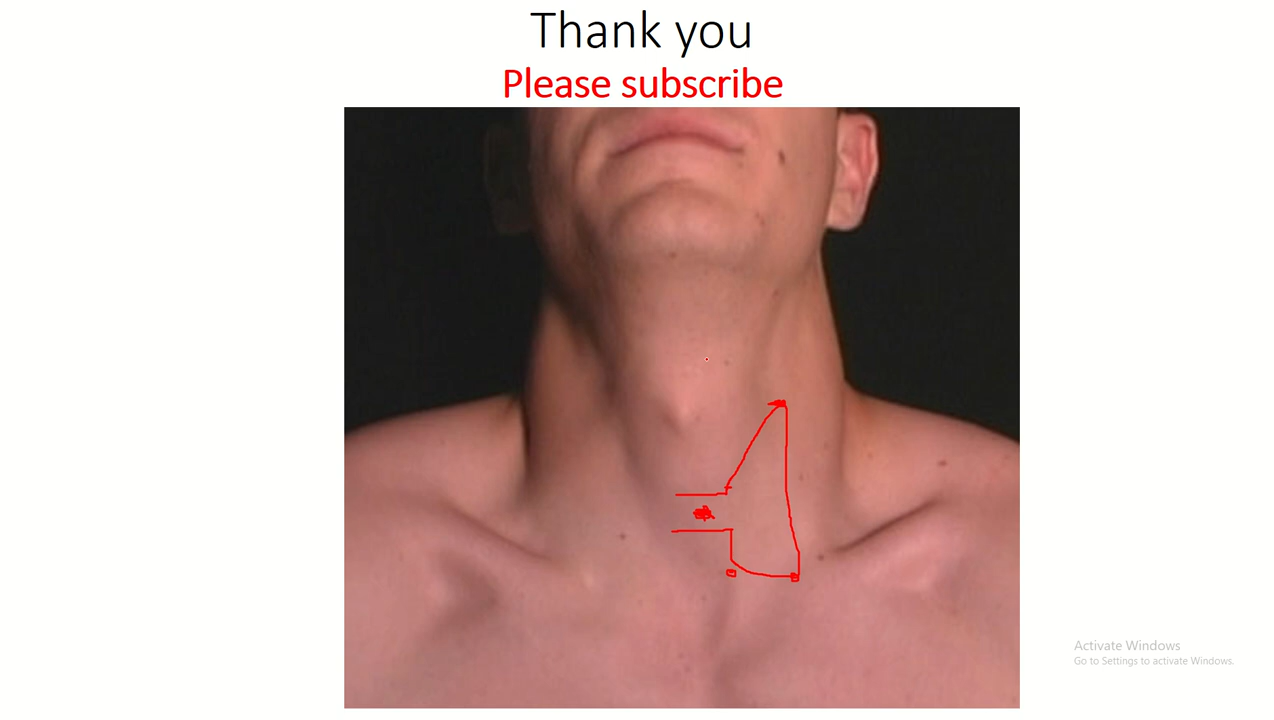 Thank you
Please subscribe
Activate Windows
Go to Settings to activate Windows.